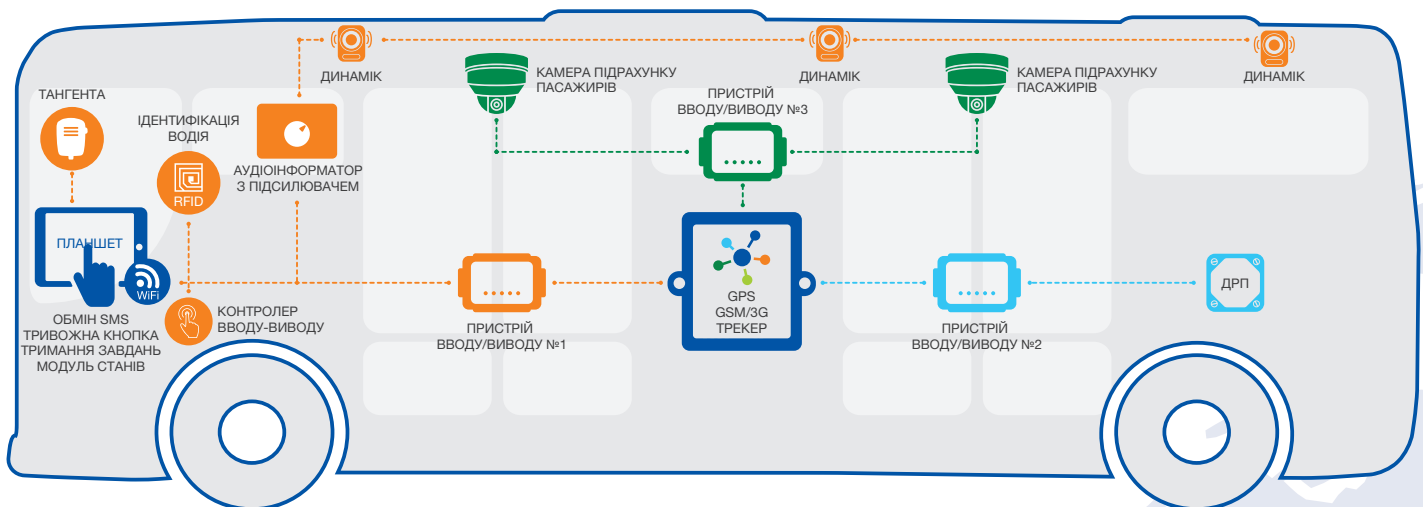 ДИНАМІК
КАМЕРА ПІДРАХУНКУ
ПАСАЖИРІВ
ДИНАМІК
КАМЕРА ПІДРАХУНКУ
ПАСАЖИРІВ
ДИНАМІК
ТАНГЕНТА
ІДЕНТИФІКАЦІЯ
ВОДІЯ
RFID
АУДІОІНФОРМАТОР
З ПІДСИЛЮВАЧЕМ
ПРИСТРІЙ
ВВОДУ/ВИВОДУ №3
ПЛАНШЕТ
WiFi
ОБМІН SMS
ТРИВОЖНА КНОПКА
ТРИМАННЯ ЗАВДАНЬ
МОДУЛЬ СТАНІВ
КОНТРОЛЕР
ВВОДУ-ВИВОДУ
ПРИСТРІЙ
ВВОДУ/ВИВОДУ №1
GPS
GSM/3G
ТРЕКЕР
ПРИСТРІЙ
ВВОДУ/ВИВОДУ №2
ДРП